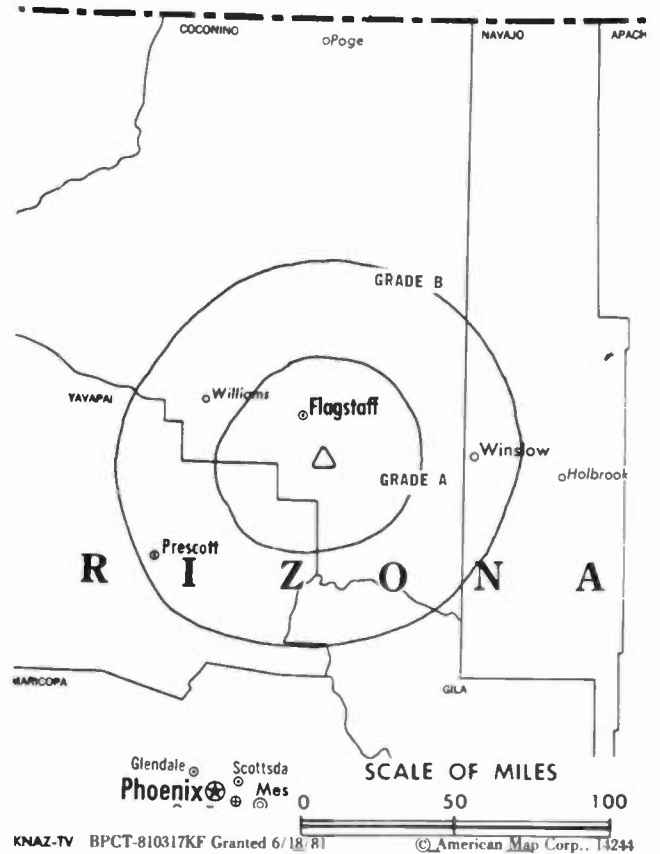 COCONINO
Page
NAVAJO
APACH
GRADE B
YAVAPAI
Williams
Flagstaff
Winslow
GRADE A
Holbrook
Prescott
R I Z O N A
MARICOPA
GILA
Glendale
Scottsda
Phoenix
Mes
SCALE OF MILES
0 50 100
KNAZ-TV BPCT-810317KF Granted 6/18/81 © American Map Corp., 14244